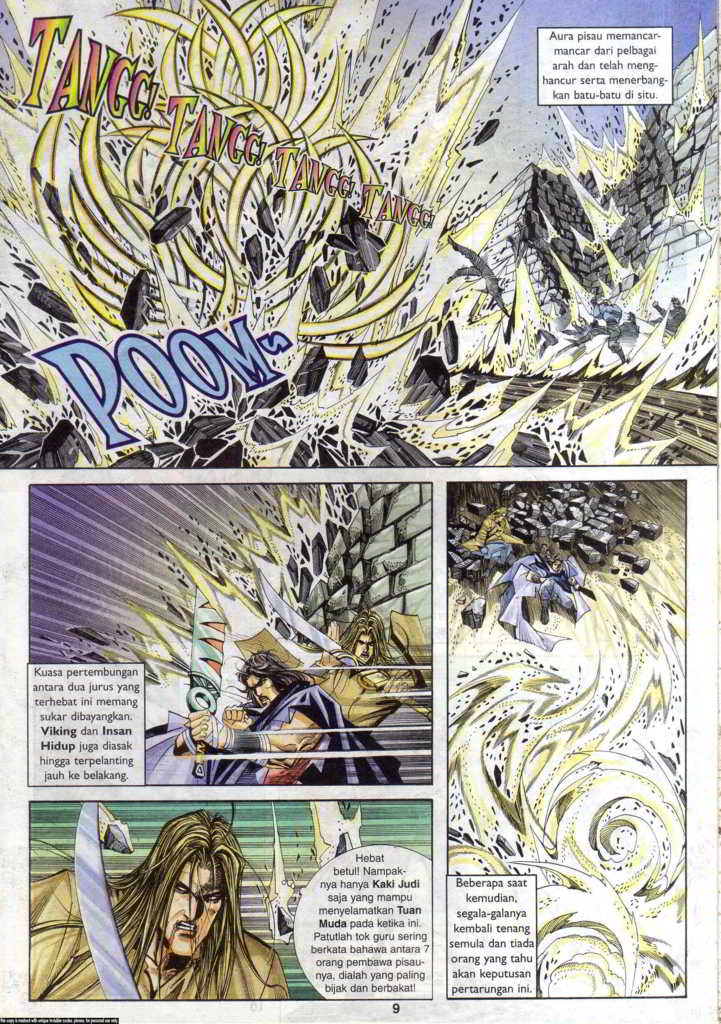 TANGG! TANGG! TANGG! TANGG!
Aura pisau memancar-
mancar dari pelbagai
arah dan telah meng-
hancur serta menerbang-
kan batu-batu di situ.
POOMS
Kuasa pertembungan
antara dua jurus yang
terhebat ini memang
sukar dibayangkan.
Viking dan Insan
Hidup juga diasak
hingga terpelanting
jauh ke belakang.
Hebat
betul! Nampak-
nya hanya Kaki Judi
saja yang mampu
menyelamatkan Tuan
Muda pada ketika ini.
Patutlah tok guru sering
berkata bahawa antara 7
orang pembawa pisau-
nya, dialah yang paling
bijak dan berbakat!
Beberapa saat
kemudian,
segala-galanya
kembali tenang
semula dan tiada
orang yang tahu
akan keputusan
pertarungan ini.
9